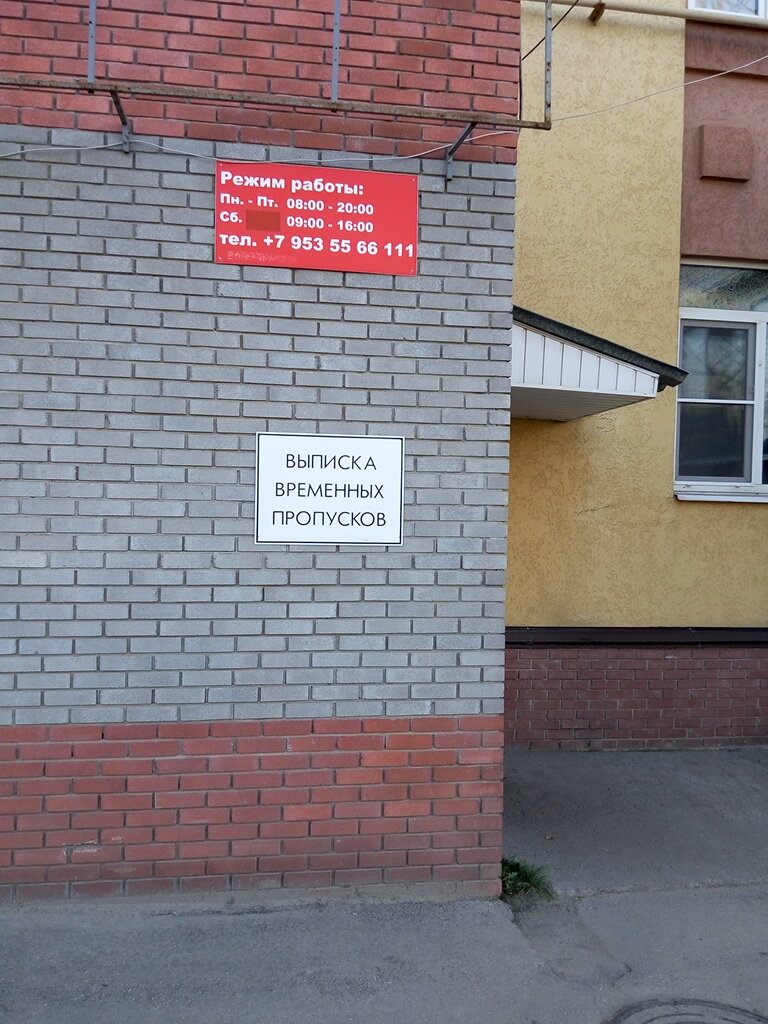 Режим работы:
Пн. - Пт. 08:00 - 20:00
Сб. 09:00 - 16:00
тел. +7 953 55 66 111
ВЫПИСКА
ВРЕМЕННЫХ
ПРОПУСКОВ